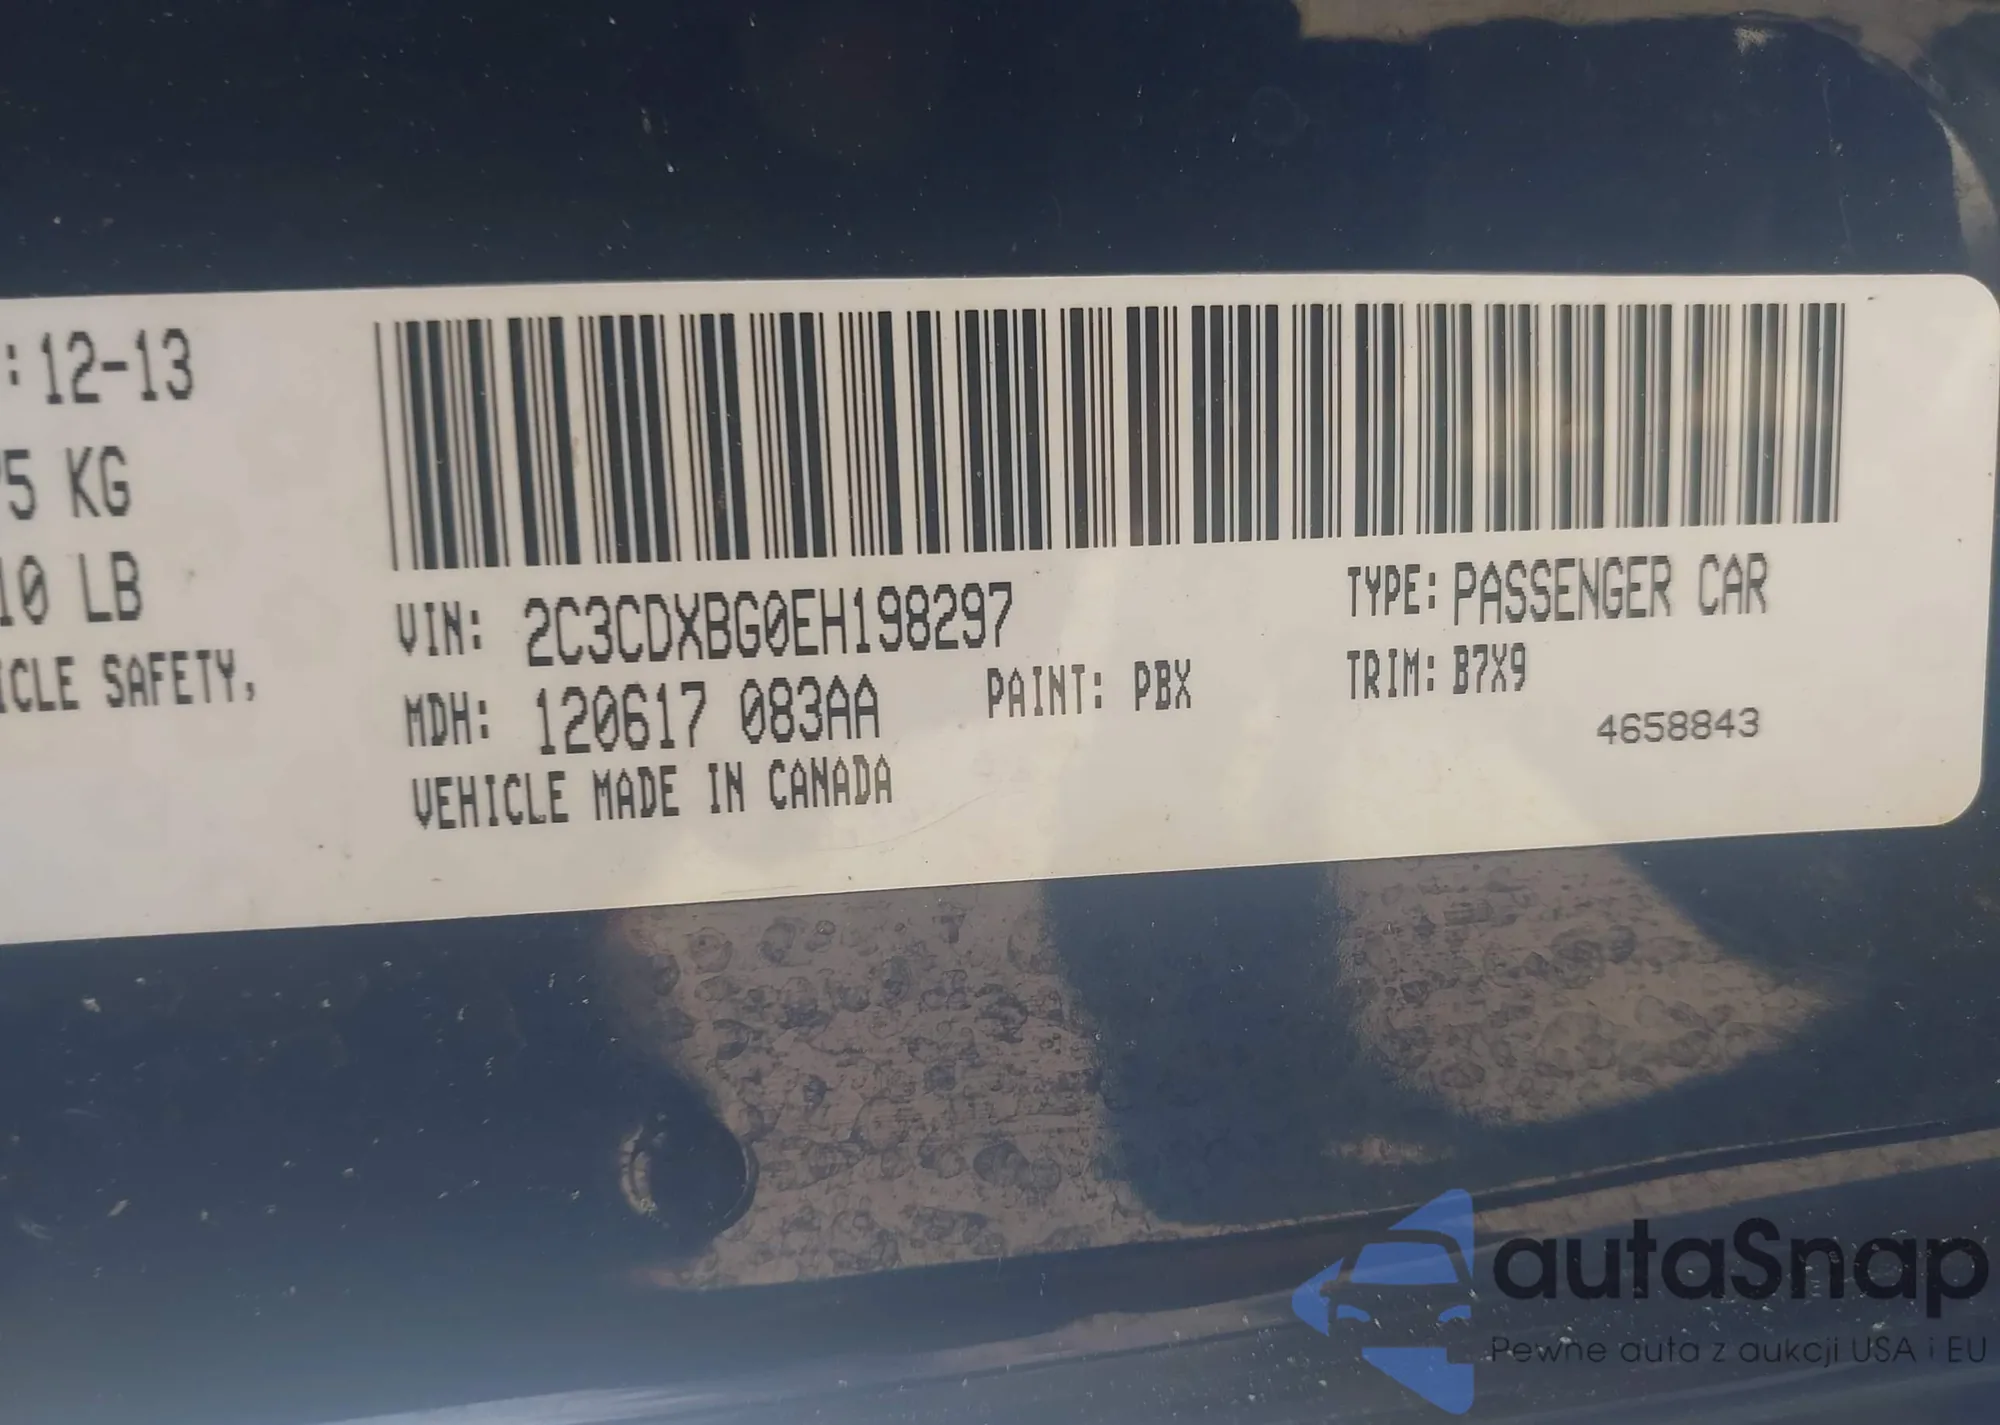 : 12-13
5 KG
10 LB
ICLE SAFETY,
VIN: 2C3CDXBG0EH198297
MDH: 120617 083AA
PAINT: PBX
VEHICLE MADE IN CANADA
TYPE: PASSENGER CAR
TRIM: B7X9
4658843
autaSnap
Pewne auta z aukcji USA i EU